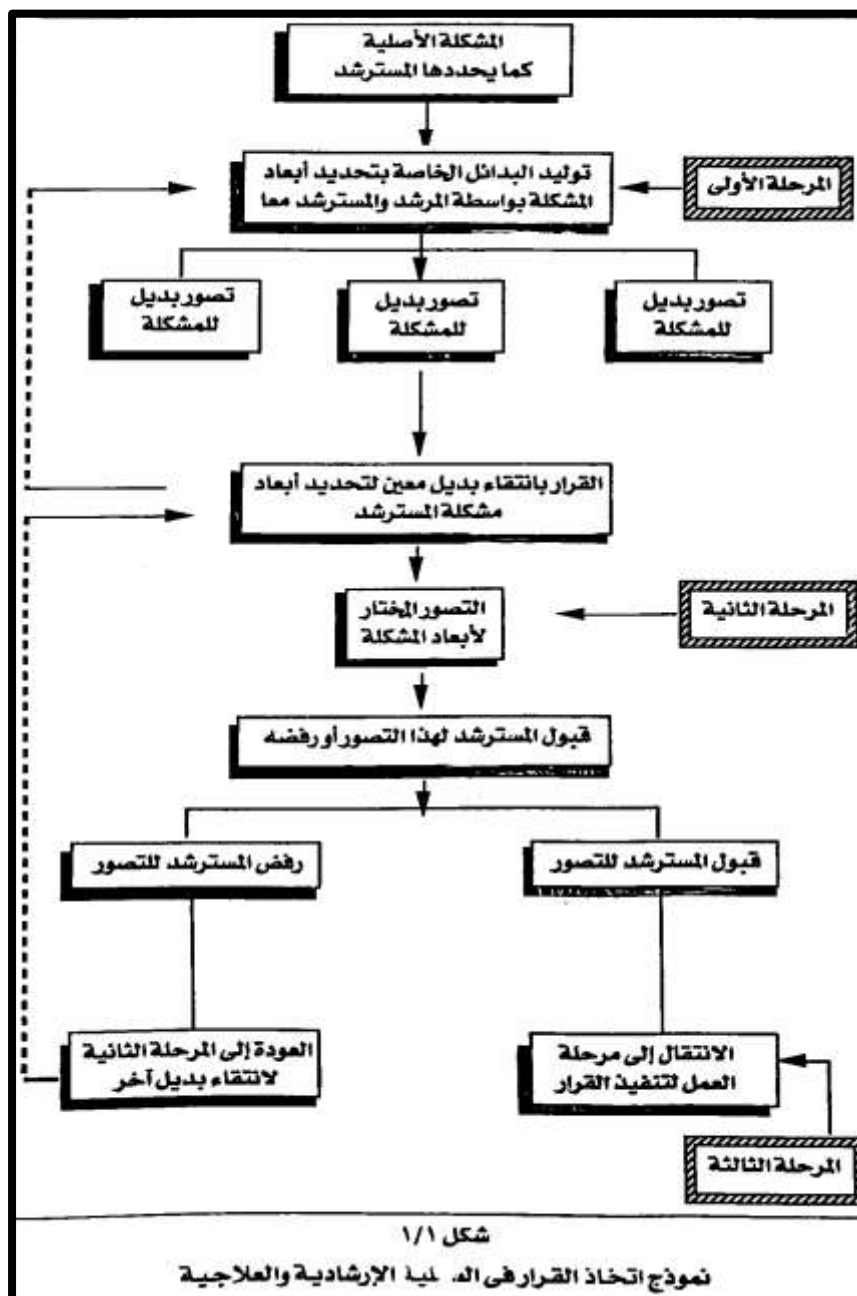 المشكلة الأصلية
كما يحددها المسترشد
توليد البدائل الخاصة بتحديد أبعاد
المشكلة بواسطة المرشد والمسترشد معا
المرحلة الأولى
تصور بديل
للمشكلة
تصور بديل
للمشكلة
تصور بديل
للمشكلة
القرار بانتقاء بديل معين لتحديد أبعاد
مشكلة المسترشد
التصور المختار
لأبعاد المشكلة
المرحلة الثانية
قبول المسترشد لهذا التصور أو رفضه
قبول المسترشد للتصور
رفض المسترشد للتصور
الانتقال إلى مرحلة
العمل لتنفيذ القرار
العودة إلى المرحلة الثانية
لانتقاء بديل آخر
المرحلة الثالثة
شكل ١/١
نموذج اتخاذ القرار فى الإرشادية والعلاجية